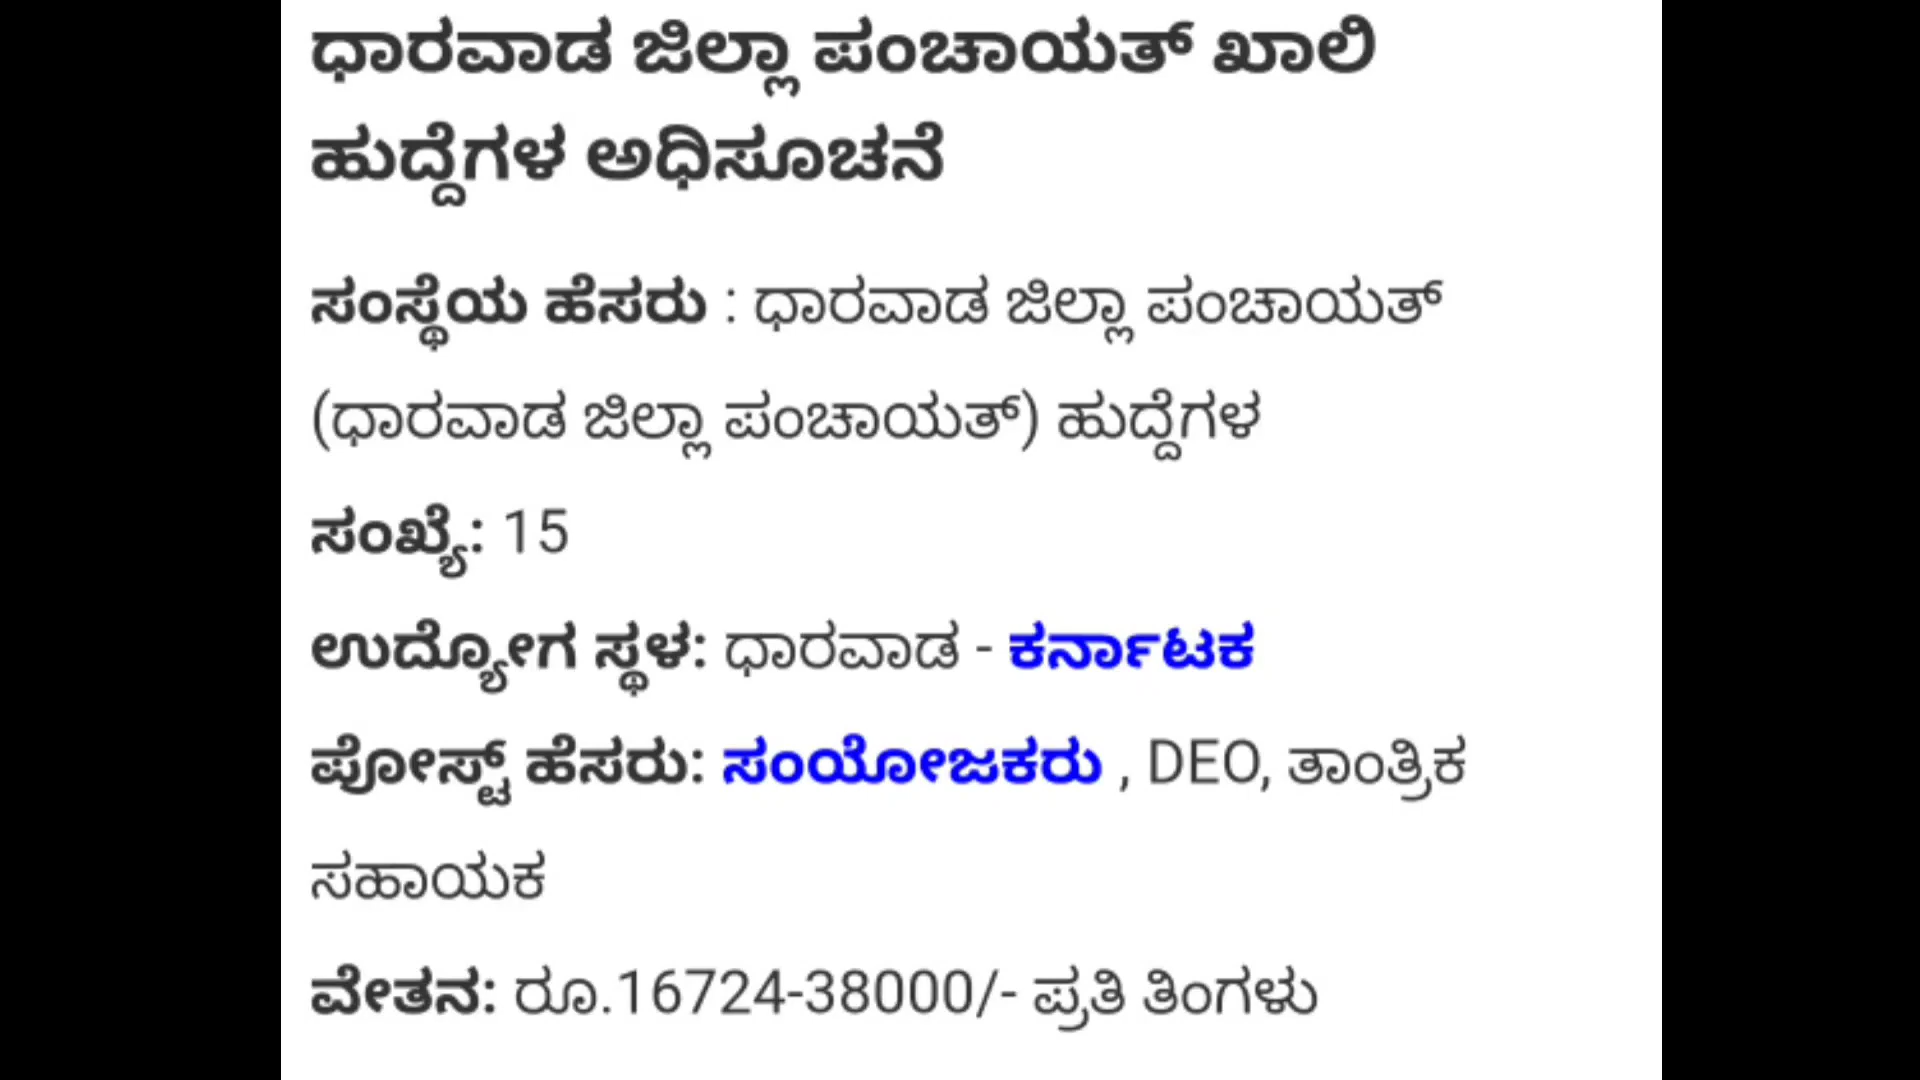 ಧಾರವಾಡ ಜಿಲ್ಲಾ ಪಂಚಾಯತ್ ಖಾಲಿ
ಹುದ್ದೆಗಳ ಅಧಿಸೂಚನೆ
ಸಂಸ್ಥೆಯ ಹೆಸರು : ಧಾರವಾಡ ಜಿಲ್ಲಾ ಪಂಚಾಯತ್
(ಧಾರವಾಡ ಜಿಲ್ಲಾ ಪಂಚಾಯತ್) ಹುದ್ದೆಗಳ
ಸಂಖ್ಯೆ: 15
ಉದ್ಯೋಗ ಸ್ಥಳ: ಧಾರವಾಡ - ಕರ್ನಾಟಕ
ಪೋಸ್ಟ್ ಹೆಸರು: ಸಂಯೋಜಕರು , DEO, ತಾಂತ್ರಿಕ
ಸಹಾಯಕ
ವೇತನ: ರೂ.16724-38000/- ಪ್ರತಿ ತಿಂಗಳು